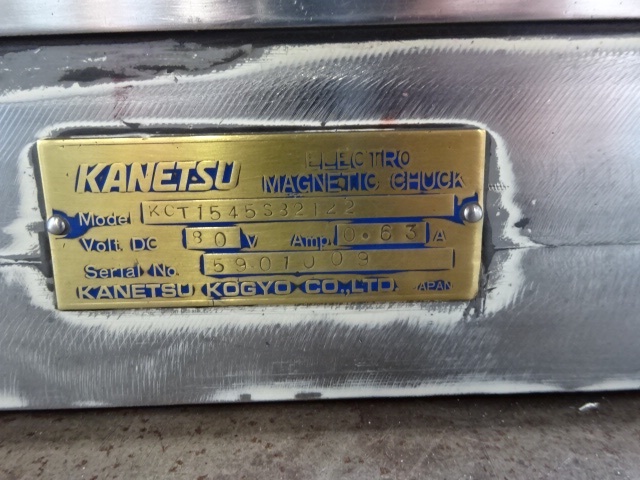 KANETSU
ELECTRO
MAGNETIC CHUCK
Model KCT1545S32122
Volt. DC 80 V Amp. 0.63 A
Serial No. 5901009
KANETSU KOGYO CO.,LTD. JAPAN